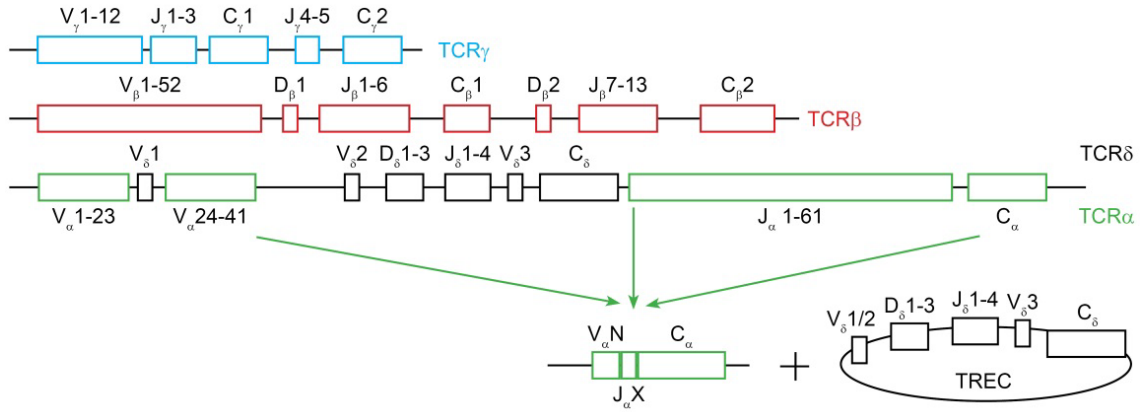 Vγ1-12 Jγ1-3 Cγ1 Jγ4-5 Cγ2
TCRγ
Vβ1-52 Dβ1 Jβ1-6 Cβ1 Dβ2 Jβ7-13 Cβ2
TCRβ
Vδ1 Vδ2 Dδ1-3 Jδ1-4 Vδ3 Cδ TCRδ
Vα1-23 Vα24-41 Jα 1-61 Cα TCRα
VαN Cα
JαX
+
Vδ1/2 Dδ1-3 Jδ1-4 Vδ3 Cδ
TREC